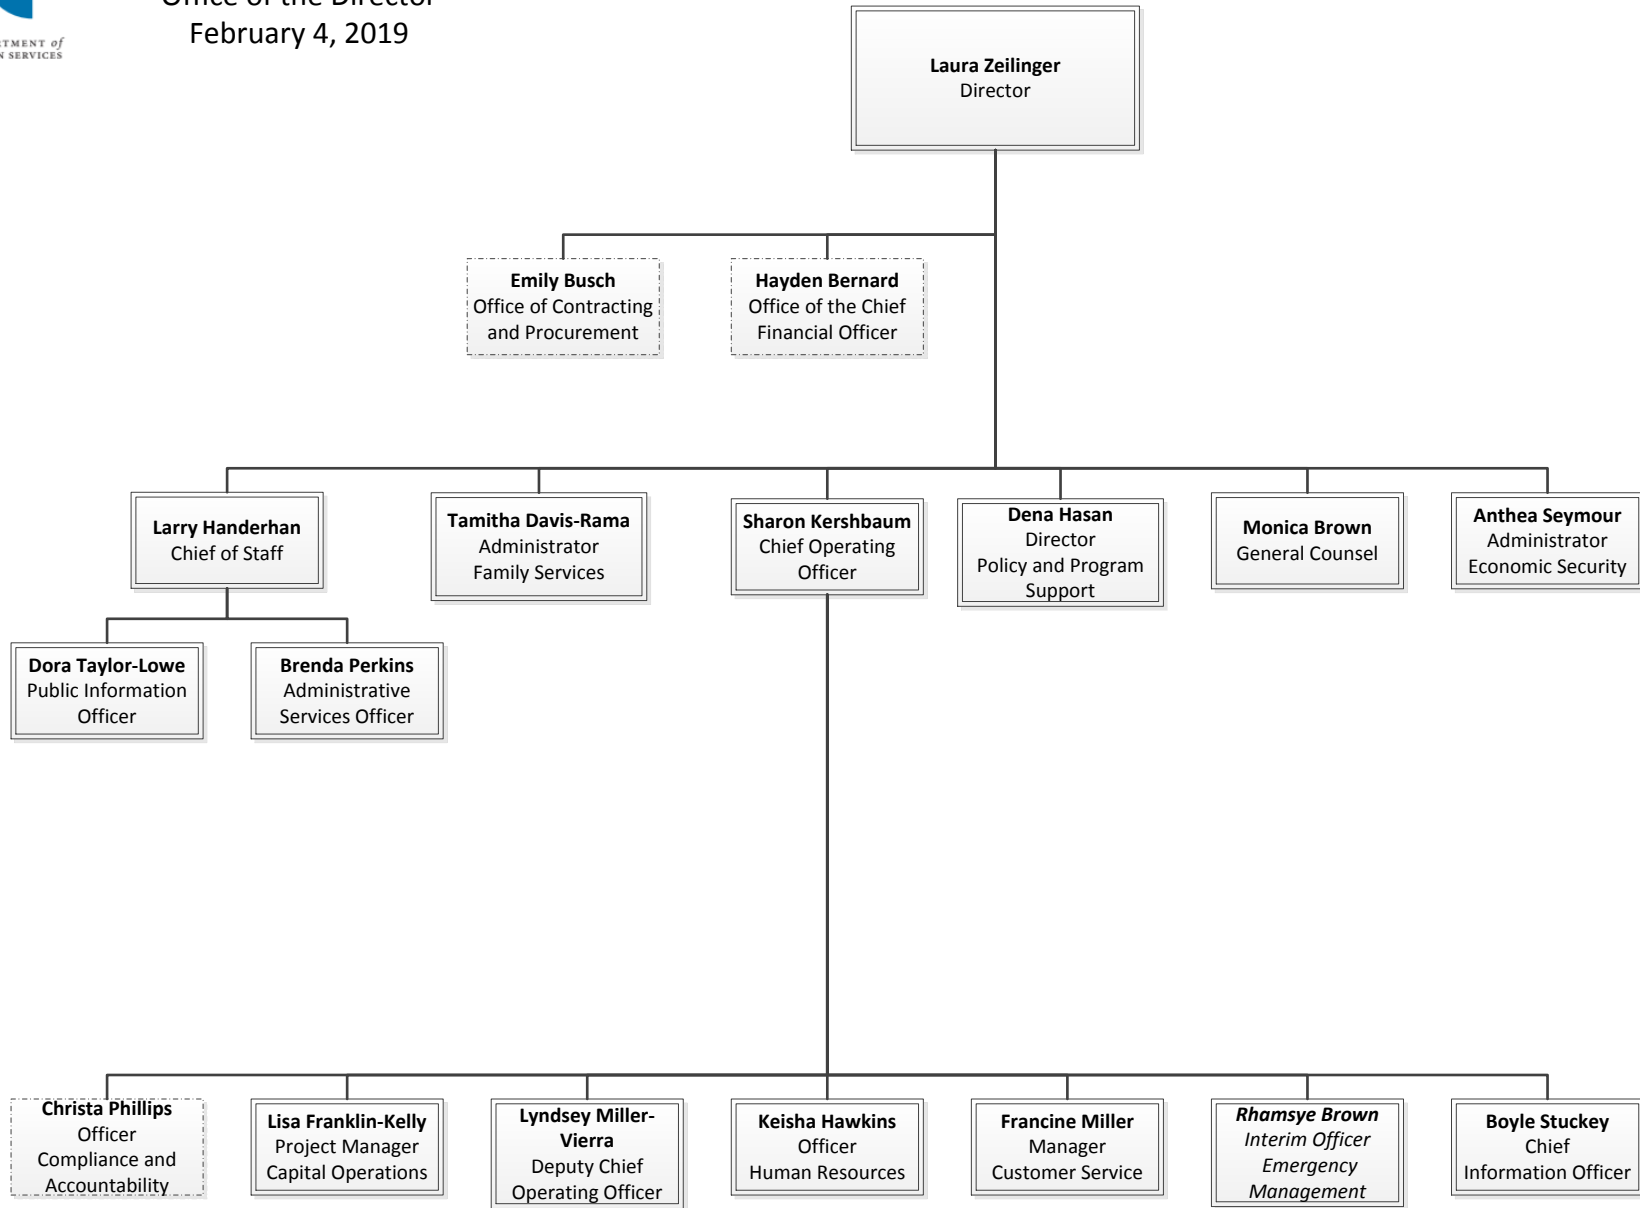 Office of the Director
February 4, 2019
of
SERVICES
Laura Zeilinger
Director
Emily Busch
Office of Contracting
and Procurement
Hayden Bernard
Office of the Chief
Financial Officer
Larry Handerhan
Chief of Staff
Tamitha Davis-Rama
Administrator
Family Services
Sharon Kershbaum
Chief Operating
Officer
Dena Hasan
Director
Policy and Program
Support
Monica Brown
General Counsel
Anthea Seymour
Administrator
Economic Security
Dora Taylor-Lowe
Public Information
Officer
Brenda Perkins
Administrative
Services Officer
Christa Phillips
Officer
Compliance and
Accountability
Lisa Franklin-Kelly
Project Manager
Capital Operations
Lyndsey Miller-
Vierra
Deputy Chief
Operating Officer
Keisha Hawkins
Officer
Human Resources
Francine Miller
Manager
Customer Service
Rhamsye Brown
Interim Officer
Emergency
Management
Boyle Stuckey
Chief
Information Officer